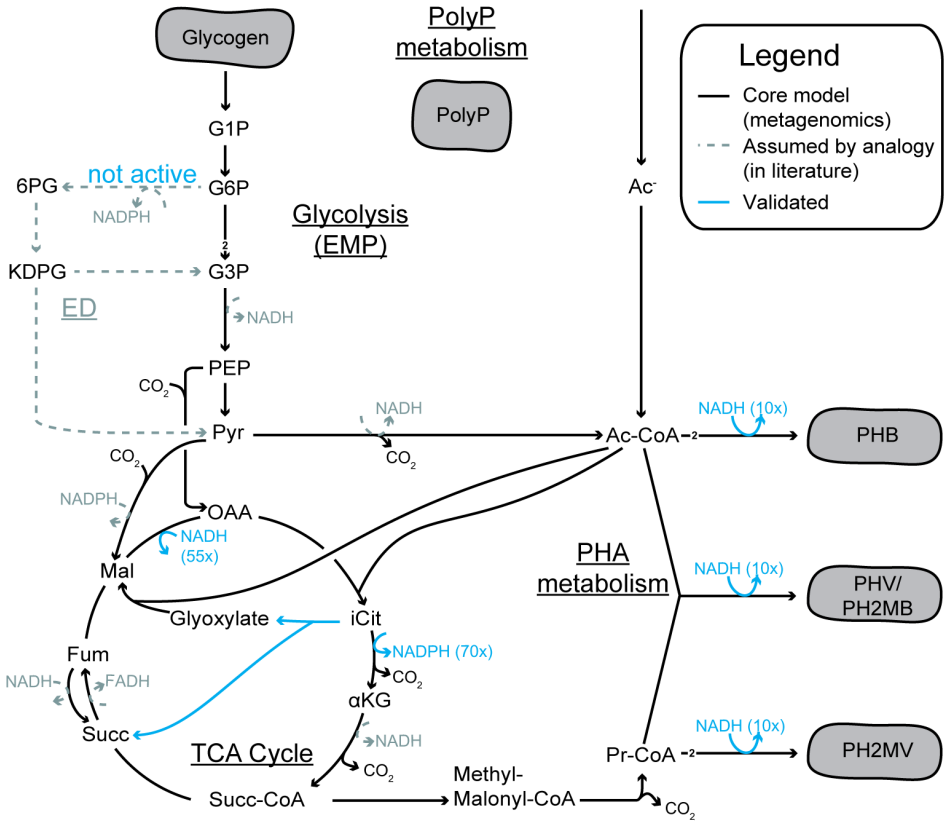 Glycogen
PolyP
metabolism
PolyP
Legend
Core model
(metagenomics)
Assumed by analogy
(in literature)
Validated
G1P
not active
6PG
G6P
NADPH
Ac-
Glycolysis
(EMP)
2
KDPG
G3P
ED
NADH
PEP
CO2
NADH
NADH (10x)
Pyr
Ac-CoA
2
PHB
CO2
CO2
NADPH
OAA
NADH
(55x)
Mal
PHA
metabolism
NADH (10x)
PHV/
PH2MB
Glyoxylate
iCit
Fum
NADPH (70x)
NADH
FADH
CO2
αKG
Succ
NADH
NADH (10x)
TCA Cycle
Pr-CoA
2
PH2MV
CO2
Succ-CoA
Methyl-
Malonyl-CoA
CO2